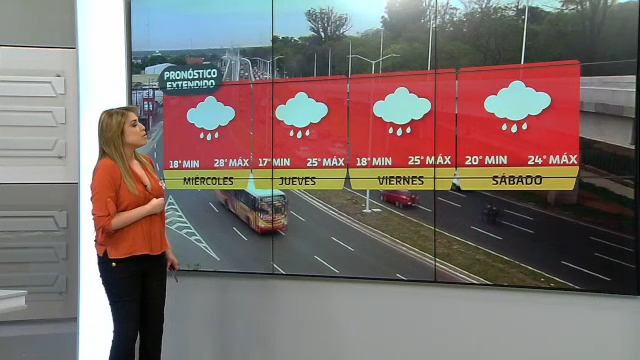 PRONÓSTICO
EXTENDIDO
18° MIN 28° MÁX
MIÉRCOLES
17° MIN 25° MÁX
JUEVES
18° MIN 25° MÁX
VIERNES
20° MIN 24° MÁX
SÁBADO